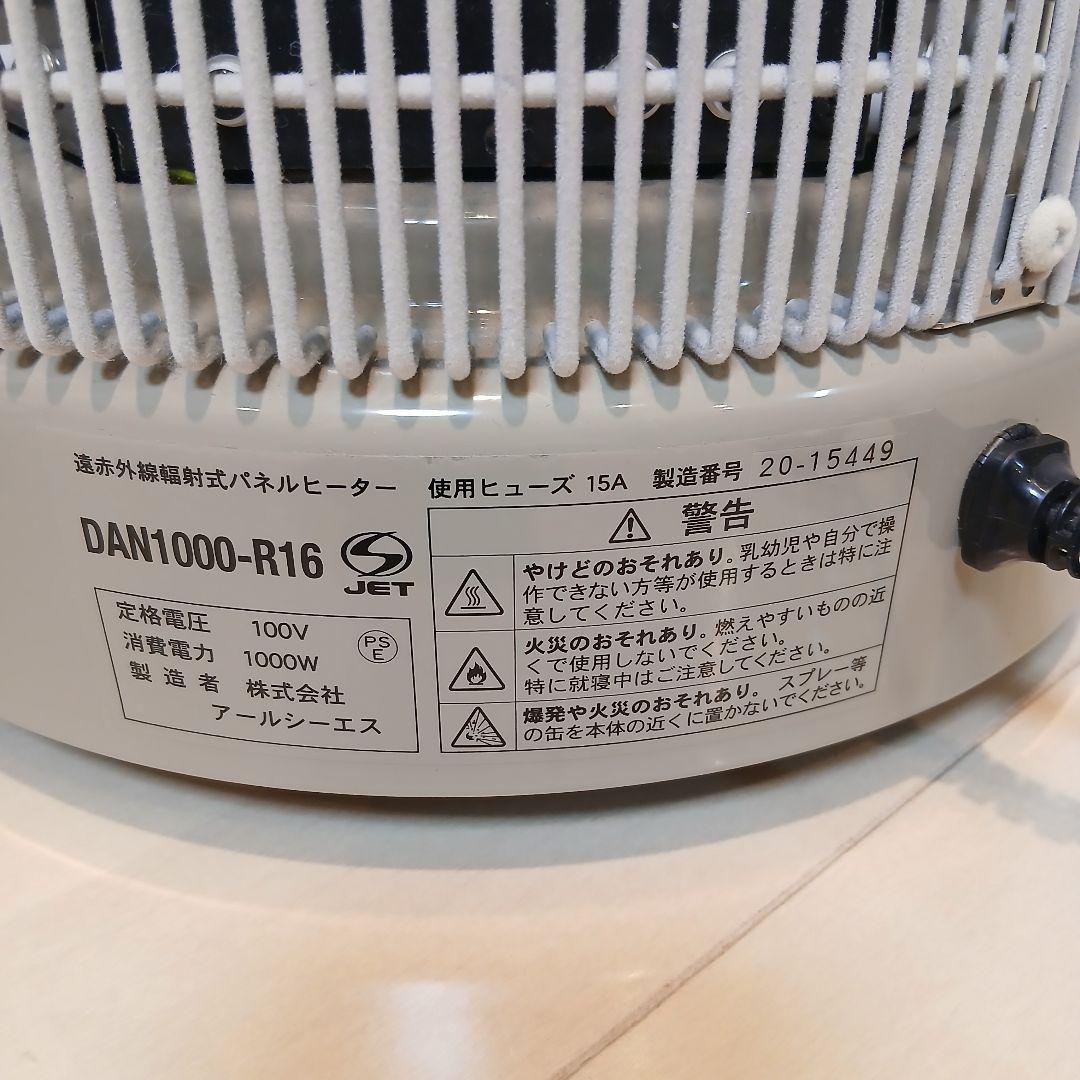 遠赤外線輻射式パネルヒーター 使用ヒューズ 15A 製造番号 20-15449
DAN1000-R16
JET
定格電圧 100V
消費電力 1000W
製造者 株式会社
アールシーエス
PS
E
警告
やけどのおそれあり。乳幼児や自分で操
作できない方等が使用するときは特に注
意してください。
火災のおそれあり。燃えやすいものの近
くで使用しないでください。
特に就寝中はご注意してください。
爆発や火災のおそれあり。 スプレー等
の缶を本体の近くに置かないでください。